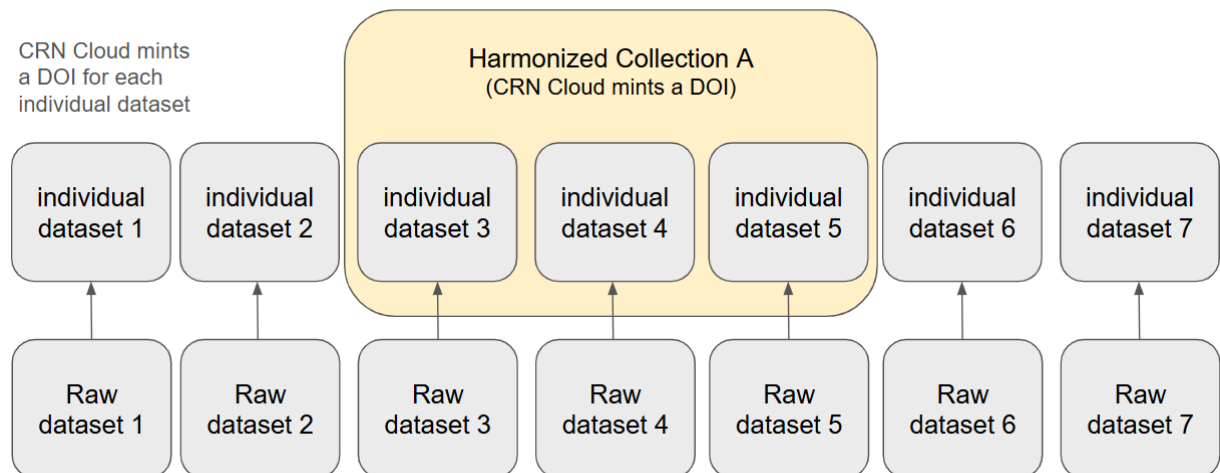 CRN Cloud mints
a DOI for each
individual dataset
Harmonized Collection A
(CRN Cloud mints a DOI)
individual
dataset 1
individual
dataset 2
individual
dataset 3
individual
dataset 4
individual
dataset 5
individual
dataset 6
individual
dataset 7
Raw
dataset 1
Raw
dataset 2
Raw
dataset 3
Raw
dataset 4
Raw
dataset 5
Raw
dataset 6
Raw
dataset 7